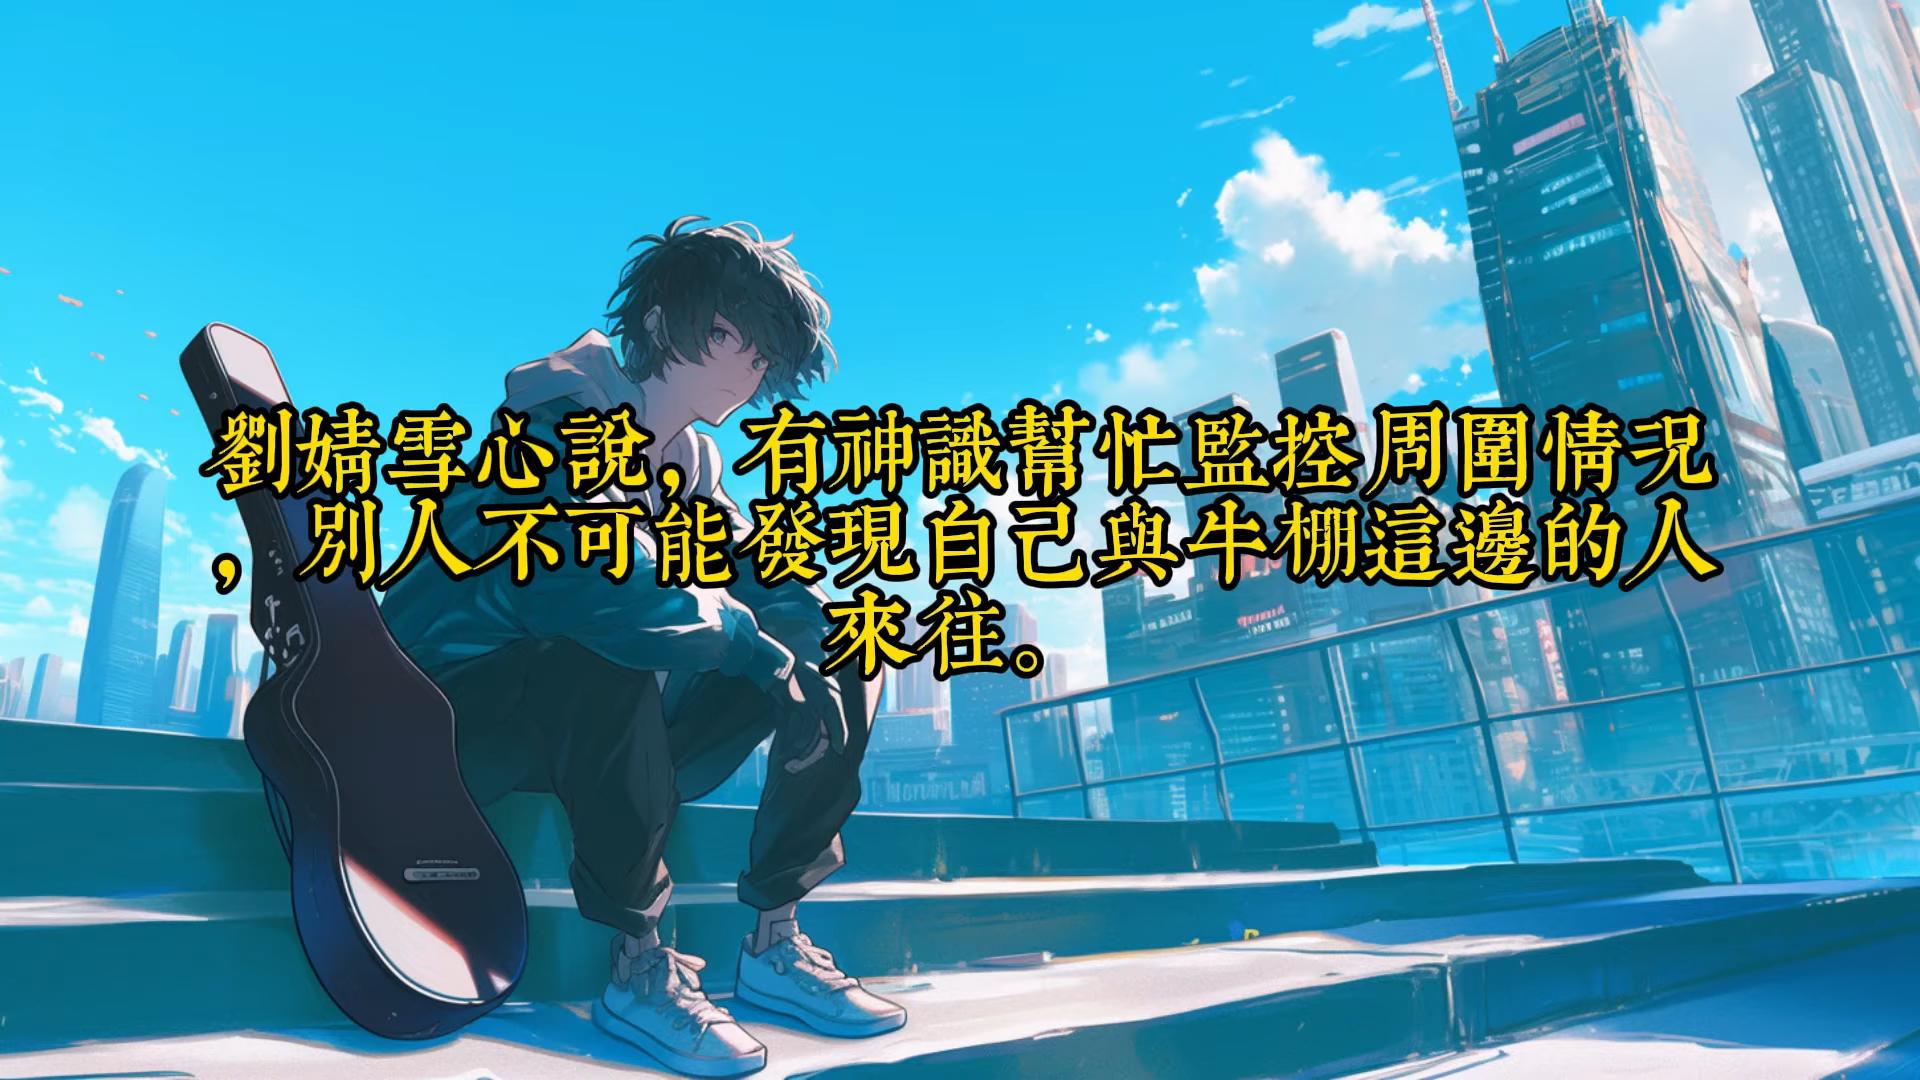 劉婧雪心說，有神識幫忙監控周圍情況
，別人不可能發現自己與牛棚這邊的人
來往。